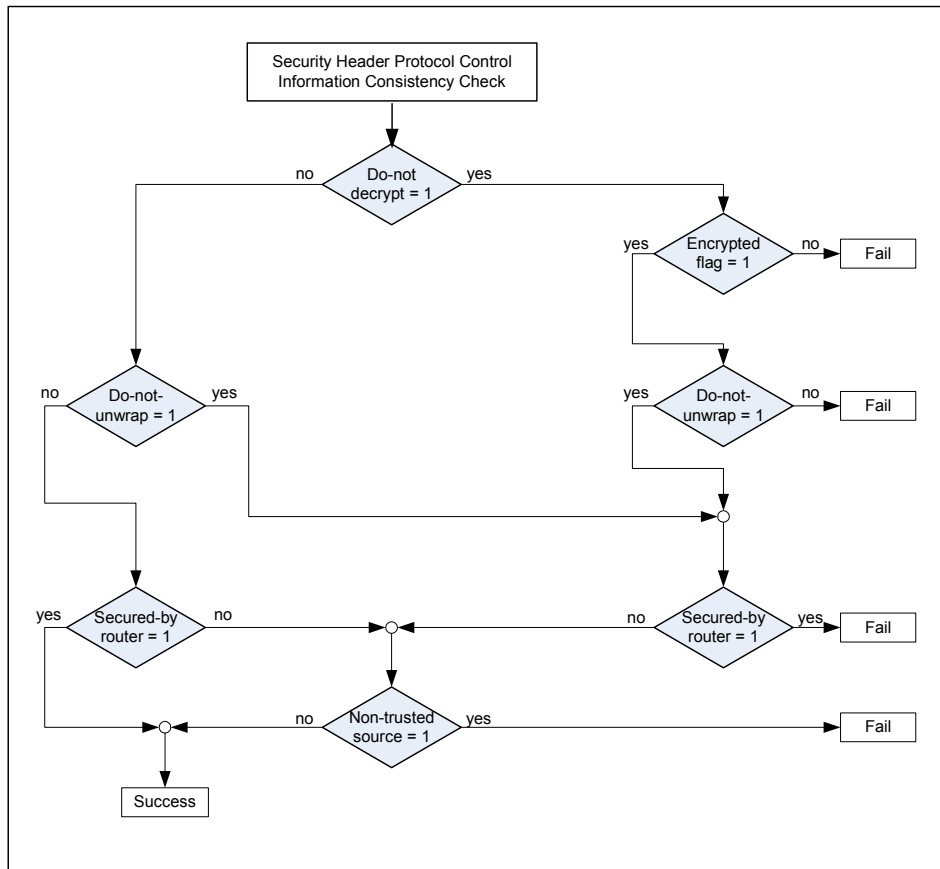 Security Header Protocol Control
Information Consistency Check
no
Do-not
decrypt = 1
yes
yes
Encrypted
flag = 1
no
Fail
no
Do-not-
unwrap = 1
yes
yes
Do-not-
unwrap = 1
no
Fail
yes
Secured-by
router = 1
no
no
Secured-by
router = 1
yes
Fail
no
Non-trusted
source = 1
yes
Fail
Success